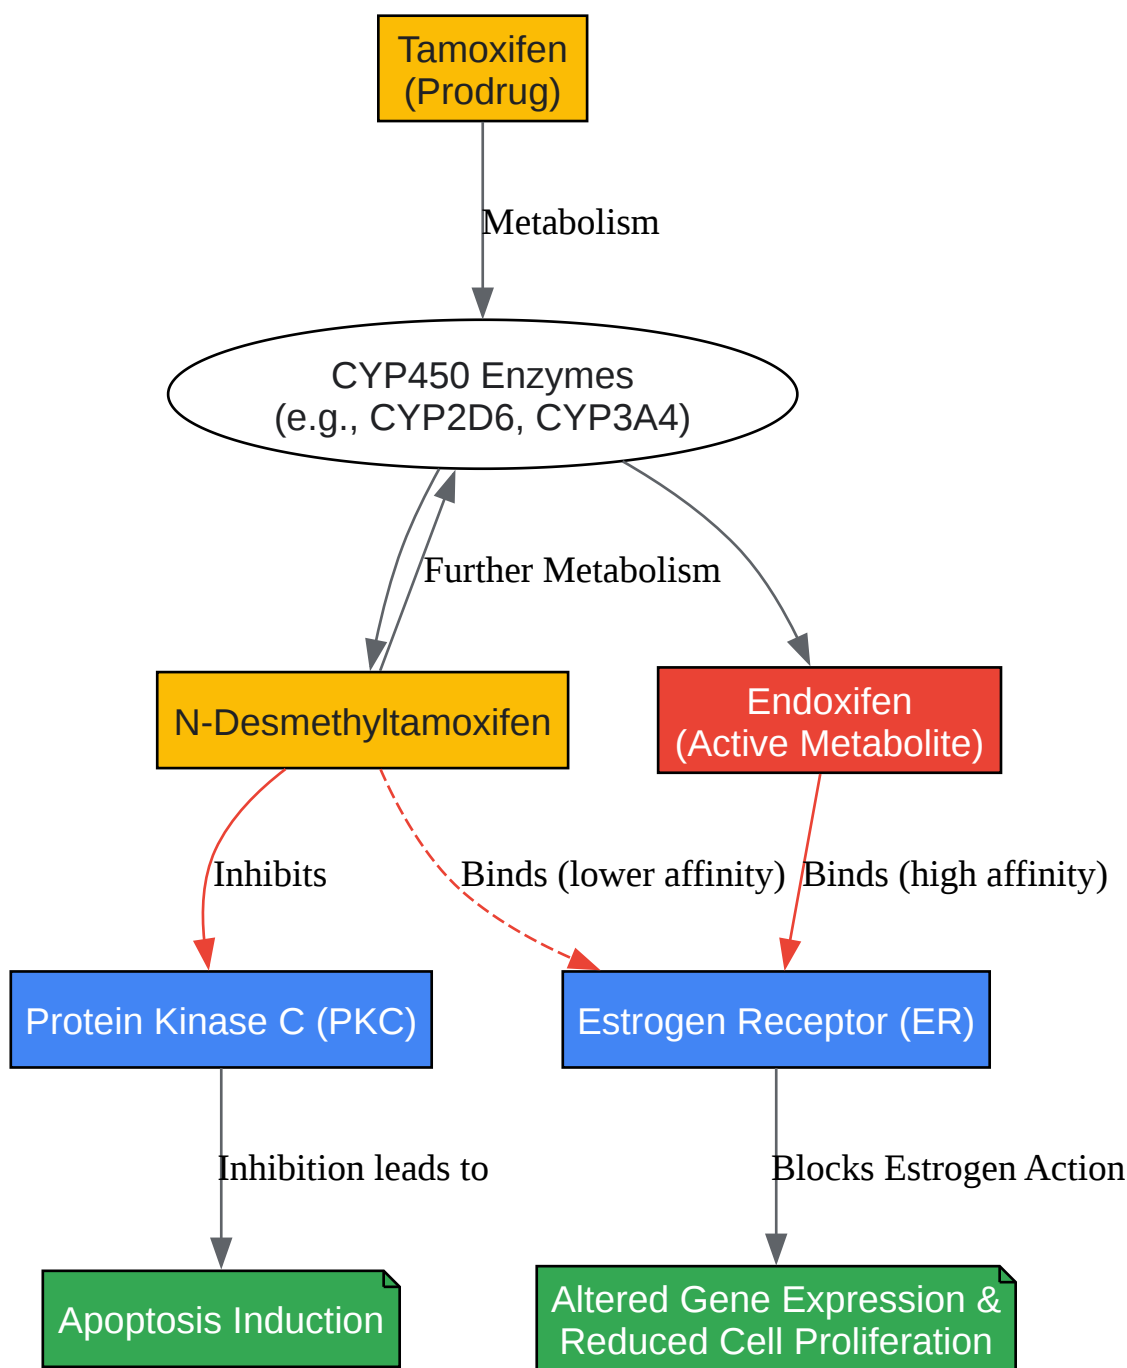 Tamoxifen
(Prodrug)
Metabolism
CYP450 Enzymes
(e.g., CYP2D6, CYP3A4)
Further Metabolism
N-Desmethyltamoxifen
Endoxifen
(Active Metabolite)
Inhibits
Binds (lower affinity)
Binds (high affinity)
Protein Kinase C (PKC)
Estrogen Receptor (ER)
Inhibition leads to
Blocks Estrogen Action
Apoptosis Induction
Altered Gene Expression &
Reduced Cell Proliferation